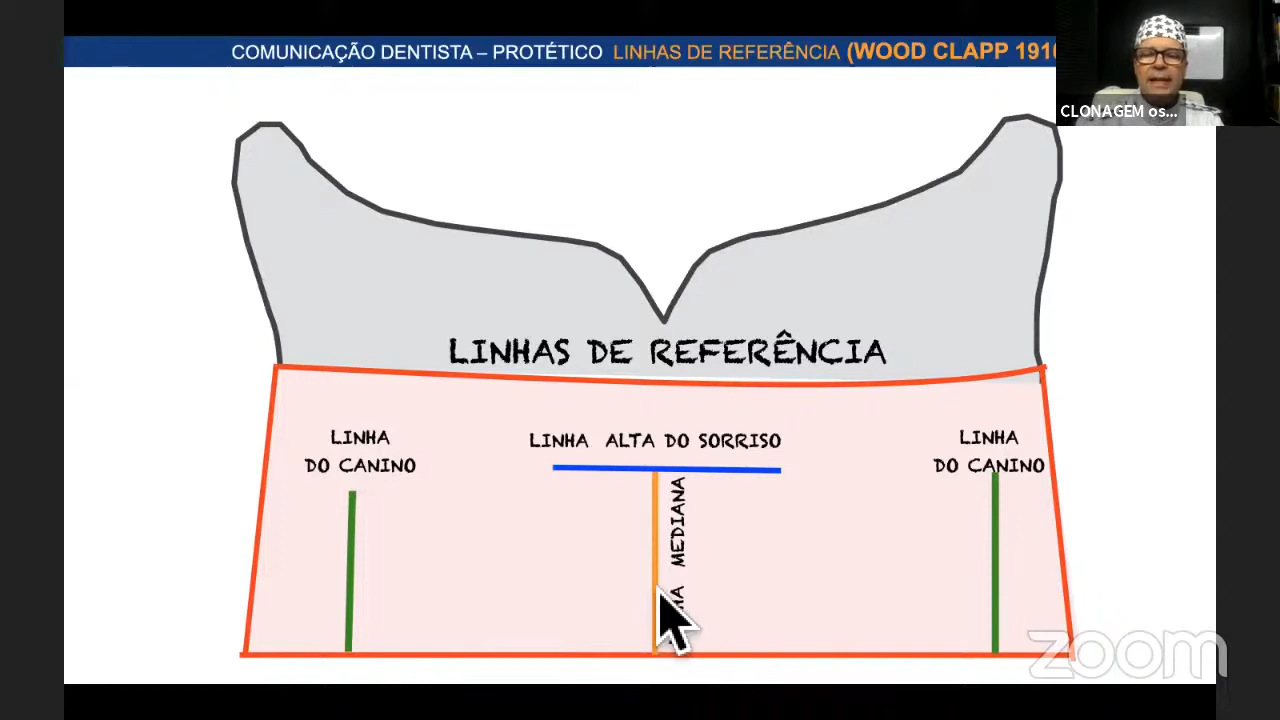 COMUNICAÇÃO DENTISTA – PROTÉTICO LINHAS DE REFERÊNCIA (WOOD CLAPP 191
CLONAGEM os...
LINHAS DE REFERÊNCIA
LINHA
DO CANINO
LINHA ALTA DO SORRISO
LINHA
DO CANINO
MEDIANA
zoom